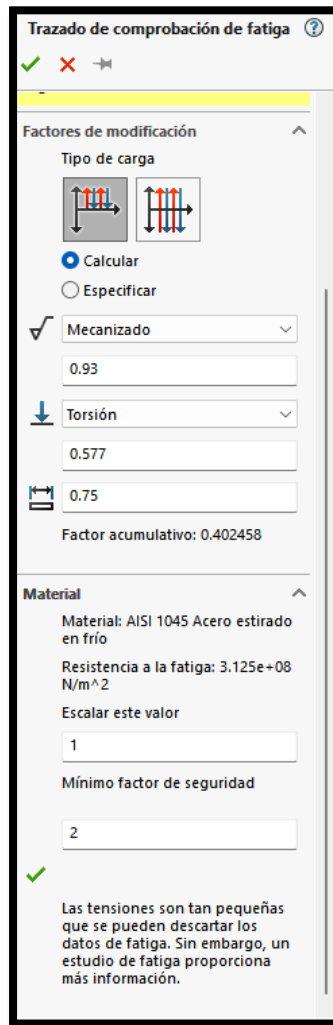 Trazado de comprobación de fatiga
Factores de modificación
Tipo de carga
Calcular
Especificar
Mecanizado
0.93
Torsión
0.577
0.75
Factor acumulativo: 0.402458
Material
Material: AISI 1045 Acero estirado
en frío
Resistencia a la fatiga: 3.125e+08
N/m^2
Escalar este valor
1
Mínimo factor de seguridad
2
Las tensiones son tan pequeñas
que se pueden descartar los
datos de fatiga. Sin embargo, un
estudio de fatiga proporciona
más información.